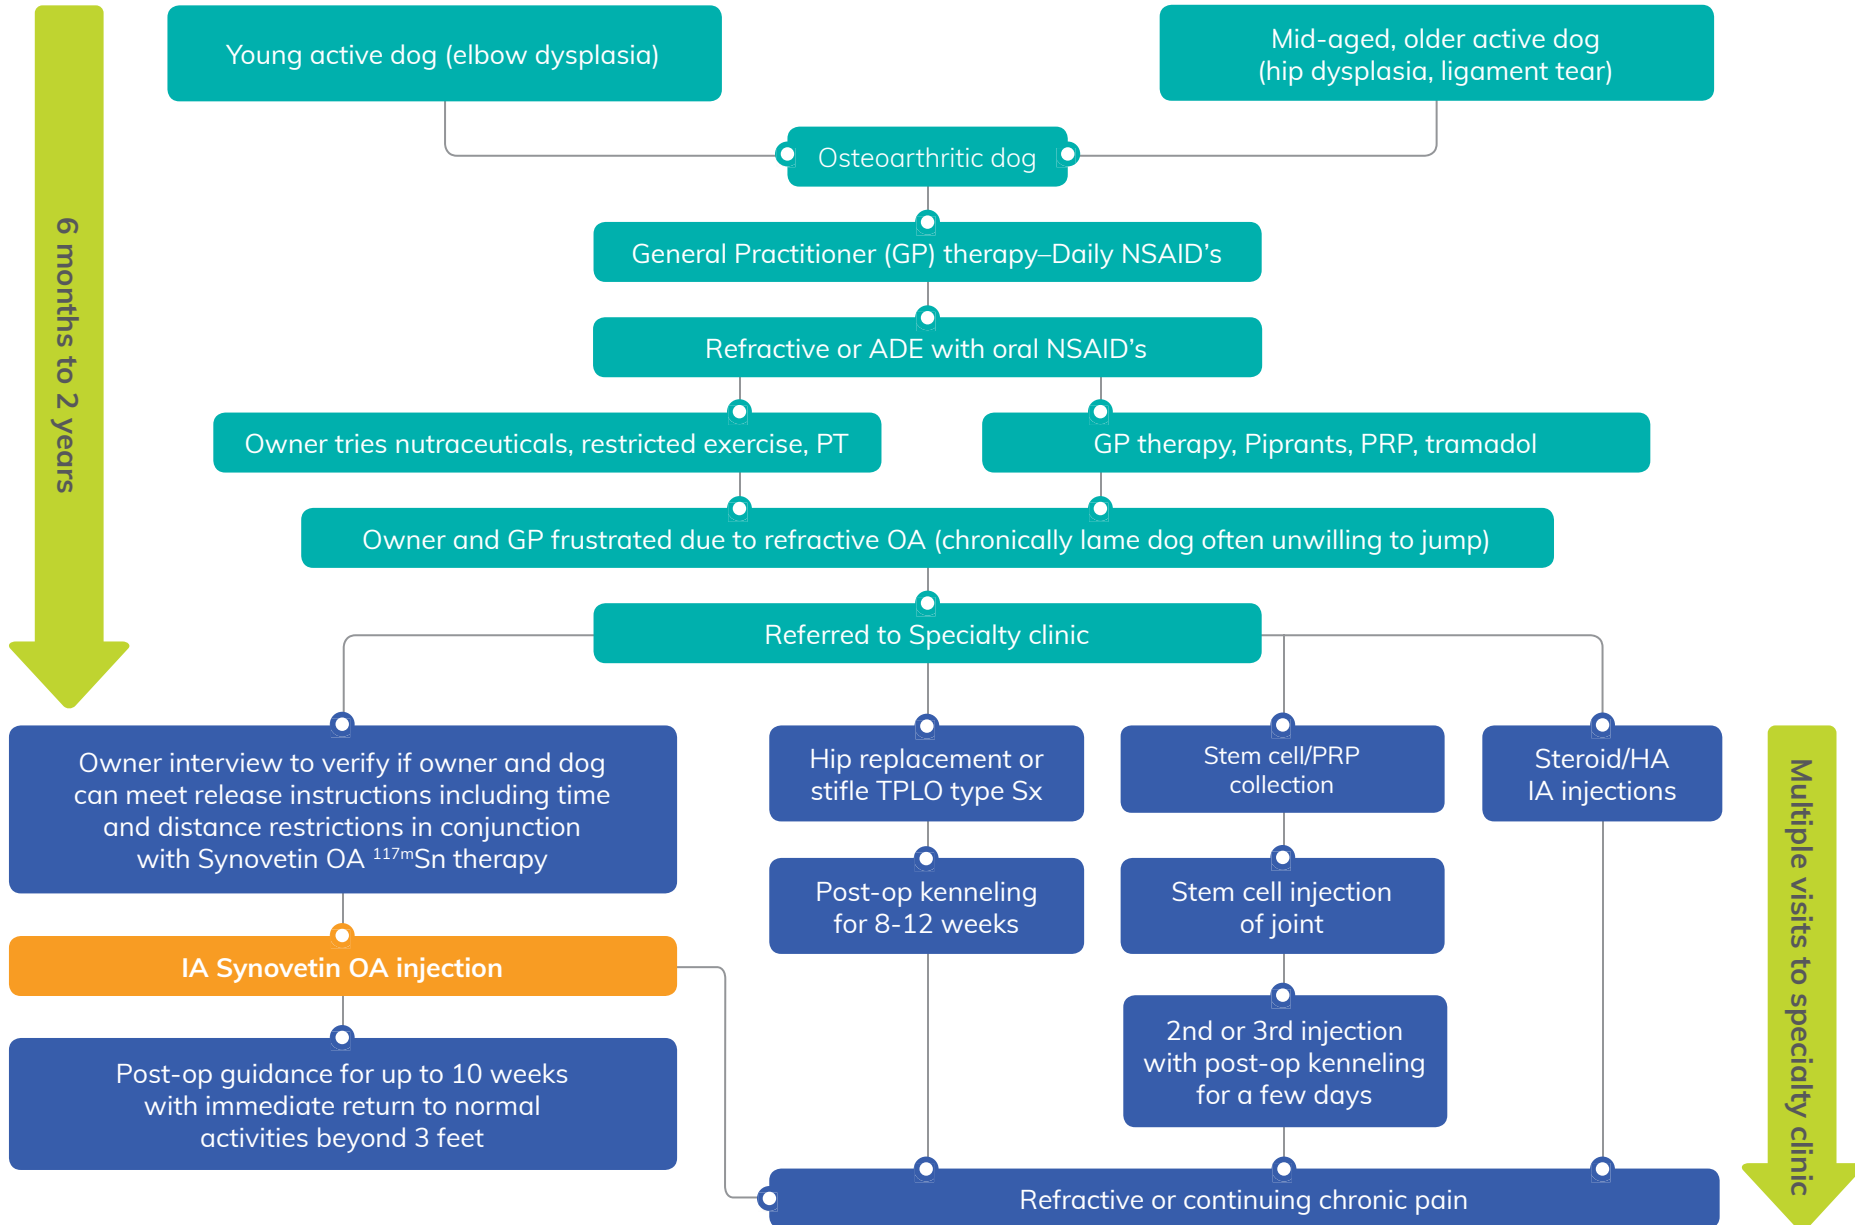 Young active dog (elbow dysplasia)
Mid-aged, older active dog
(hip dysplasia, ligament tear)
Osteoarthritic dog
General Practitioner (GP) therapy–Daily NSAID’s
Refractive or ADE with oral NSAID’s
Owner tries nutraceuticals, restricted exercise, PT
GP therapy, Piprants, PRP, tramadol
Owner and GP frustrated due to refractive OA (chronically lame dog often unwilling to jump)
Referred to Specialty clinic
6 months to 2 years
Owner interview to verify if owner and dog
can meet release instructions including time
and distance restrictions in conjunction
with Synovetin OA ¹¹⁷ᵐSn therapy
IA Synovetin OA injection
Post-op guidance for up to 10 weeks
with immediate return to normal
activities beyond 3 feet
Hip replacement or
stifle TPLO type Sx
Post-op kenneling
for 8-12 weeks
Stem cell/PRP
collection
Stem cell injection
of joint
2nd or 3rd injection
with post-op kenneling
for a few days
Steroid/HA
IA injections
Refractive or continuing chronic pain
Multiple visits to specialty clinic